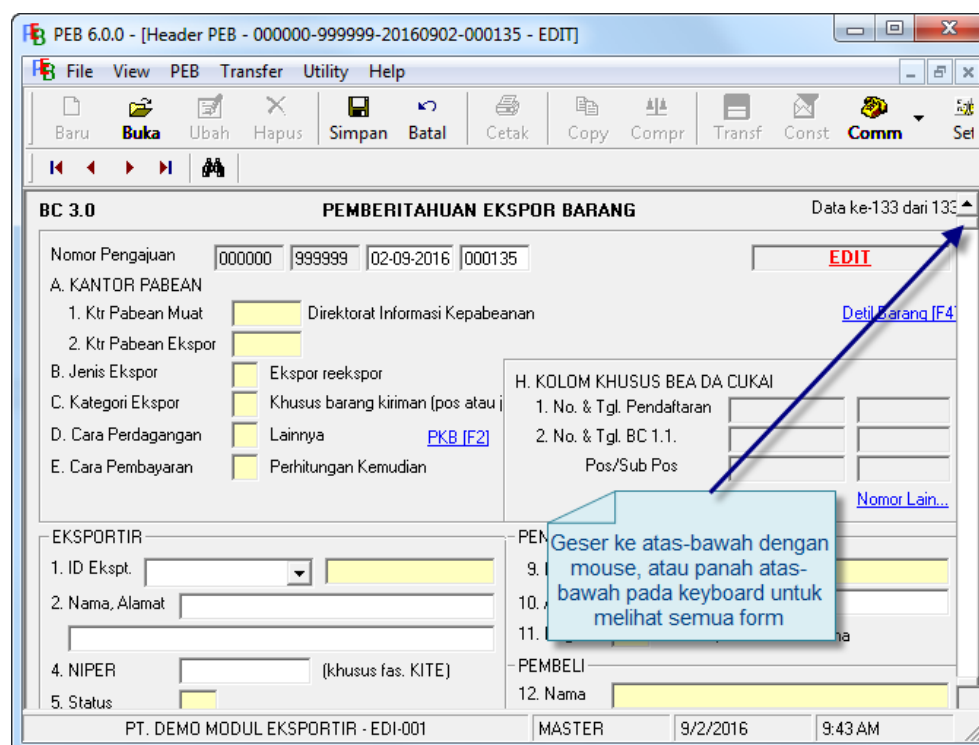 PEB 6.0.0 - [Header PEB - 000000-999999-20160902-000135 - EDIT]
File View PEB Transfer Utility Help
Baru Buka Ubah Hapus Simpan Batal Cetak Copy Compr Transf Const Comm Set
BC 3.0 PEMBERITAHUAN EKSPOR BARANG Data ke-133 dari 133
Nomor Pengajuan 000000 999999 02-09-2016 000135 EDIT
A. KANTOR PABEAN
1. Ktr Pabean Muat Direktorat Informasi Kepabeanan Detil Barang [F4]
2. Ktr Pabean Ekspor
B. Jenis Ekspor Ekspor reekspor
H. KOLOM KHUSUS BEA DA CUKAI
C. Kategori Ekspor Khusus barang kiriman (pos atau j
1. No. & Tgl. Pendaftaran
D. Cara Perdagangan Lainnya PKB [F2]
2. No. & Tgl. BC 1.1.
E. Cara Pembayaran Perhitungan Kemudian
Pos/Sub Pos
Nomor Lain...
Geser ke atas-bawah dengan
mouse, atau panah atas-
bawah pada keyboard untuk
melihat semua form
EKSPORTIR
1. ID Ekspt.
2. Nama, Alamat
4. NIPER (khusus fas. KITE)
5. Status
PEN
9.
10.
11.
PEMBELI
12. Nama
PT. DEMO MODUL EKSPORTIR - EDI-001 MASTER 9/2/2016 9:43 AM